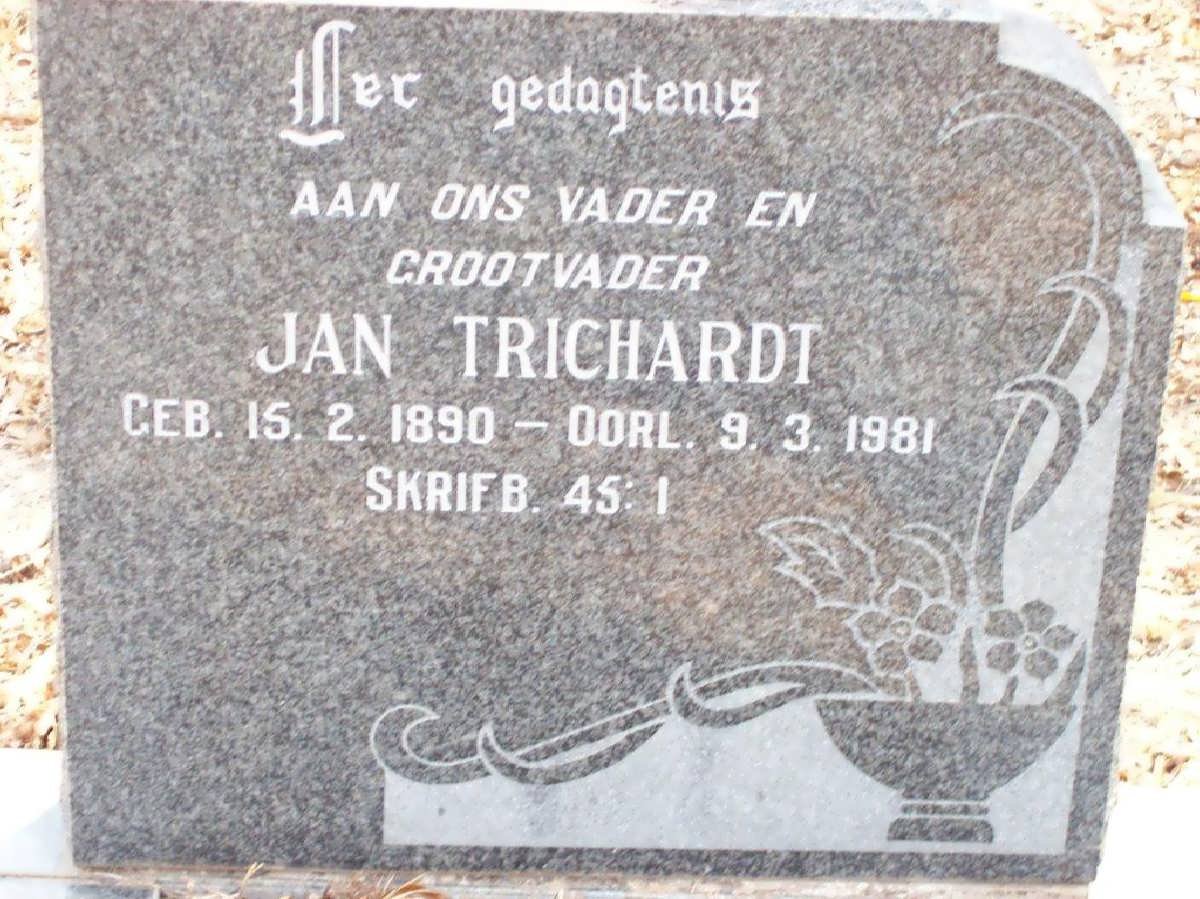 Ter gedagtenis
AAN ONS VADER EN
GROOTVADER
JAN TRICHARDT
GEB. 15. 2. 1890 — OORL. 9. 3. 1981
SKRIFB. 45: 1